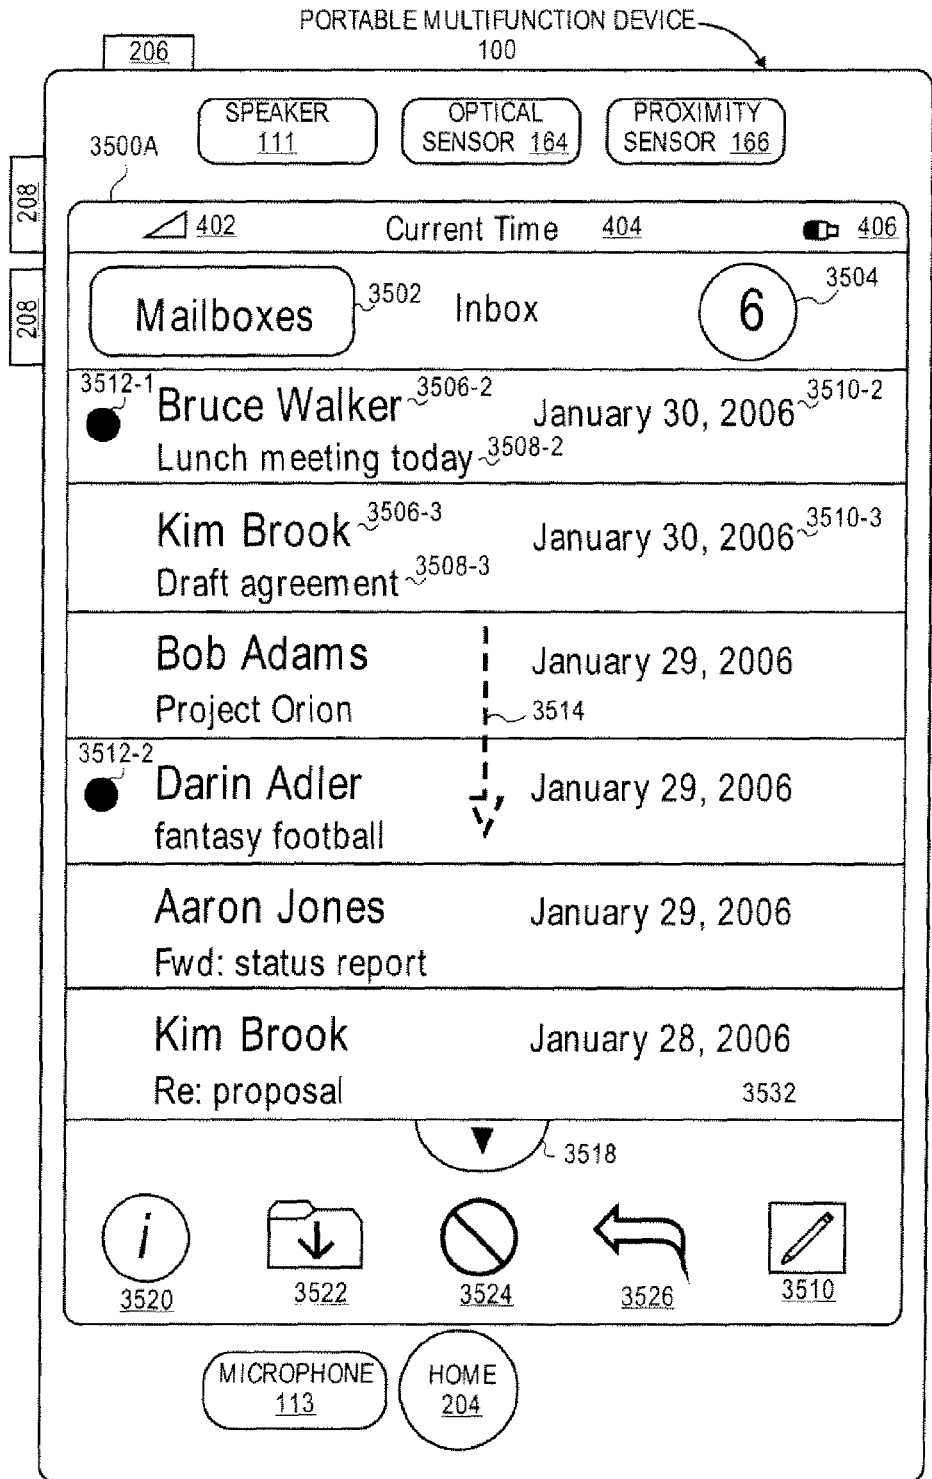 PORTABLE MULTIFUNCTION DEVICE
100
206
SPEAKER
111
OPTICAL
SENSOR 164
PROXIMITY
SENSOR 166
3500A
208
208
402
Current Time
404
406
Mailboxes
3502
Inbox
6
3504
3512-1
Bruce Walker
3506-2
January 30, 2006
3510-2
Lunch meeting today
3508-2
Kim Brook
3506-3
January 30, 2006
3510-3
Draft agreement
3508-3
Bob Adams
January 29, 2006
Project Orion
3514
3512-2
Darin Adler
January 29, 2006
fantasy football
Aaron Jones
January 29, 2006
Fwd: status report
Kim Brook
January 28, 2006
Re: proposal
3532
3518
i
3520
3522
3524
3526
3510
MICROPHONE
113
HOME
204